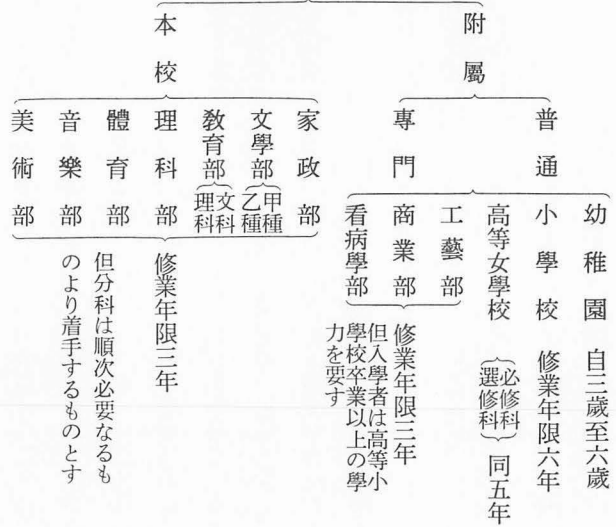 附屬
普通
幼稚園 自三歲至六歲
小學校 修業年限六年
高等女學校 必修科 選修科 同五年
專門
工藝部
商業部
看病學部
修業年限三年
但入學者は高等小
學校卒業以上の學
力を要す
本校
家政部
文學部 甲種 乙種
敎育部 文科 理科
理科部
體育部
音樂部
美術部
修業年限三年
但分科は順次必要なるも
のより着手するものとす